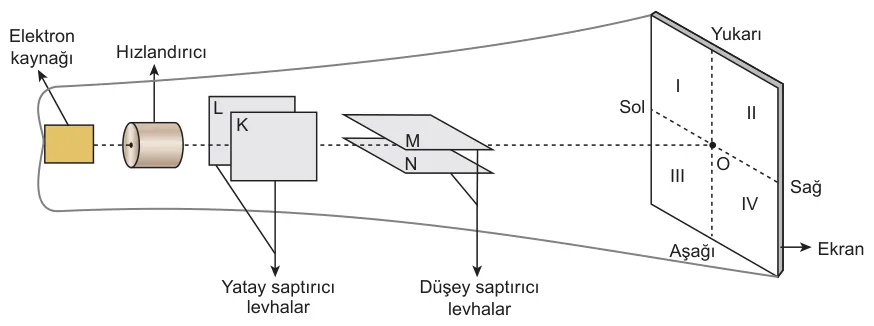 Elektron
kaynağı
Hızlandırıcı
L
K
M
N
Yatay saptırıcı
levhalar
Düşey saptırıcı
levhalar
Yukarı
I
II
Sol
O
III
Sağ
IV
Aşağı
Ekran